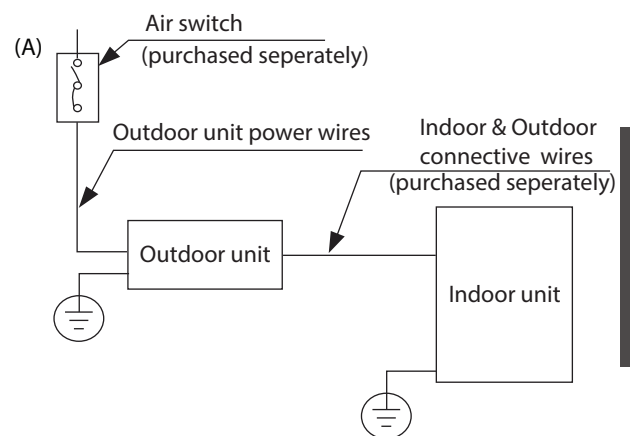 (A)
Air switch
(purchased seperately)
Outdoor unit power wires
Indoor & Outdoor
connective wires
(purchased seperately)
Outdoor unit
Indoor unit